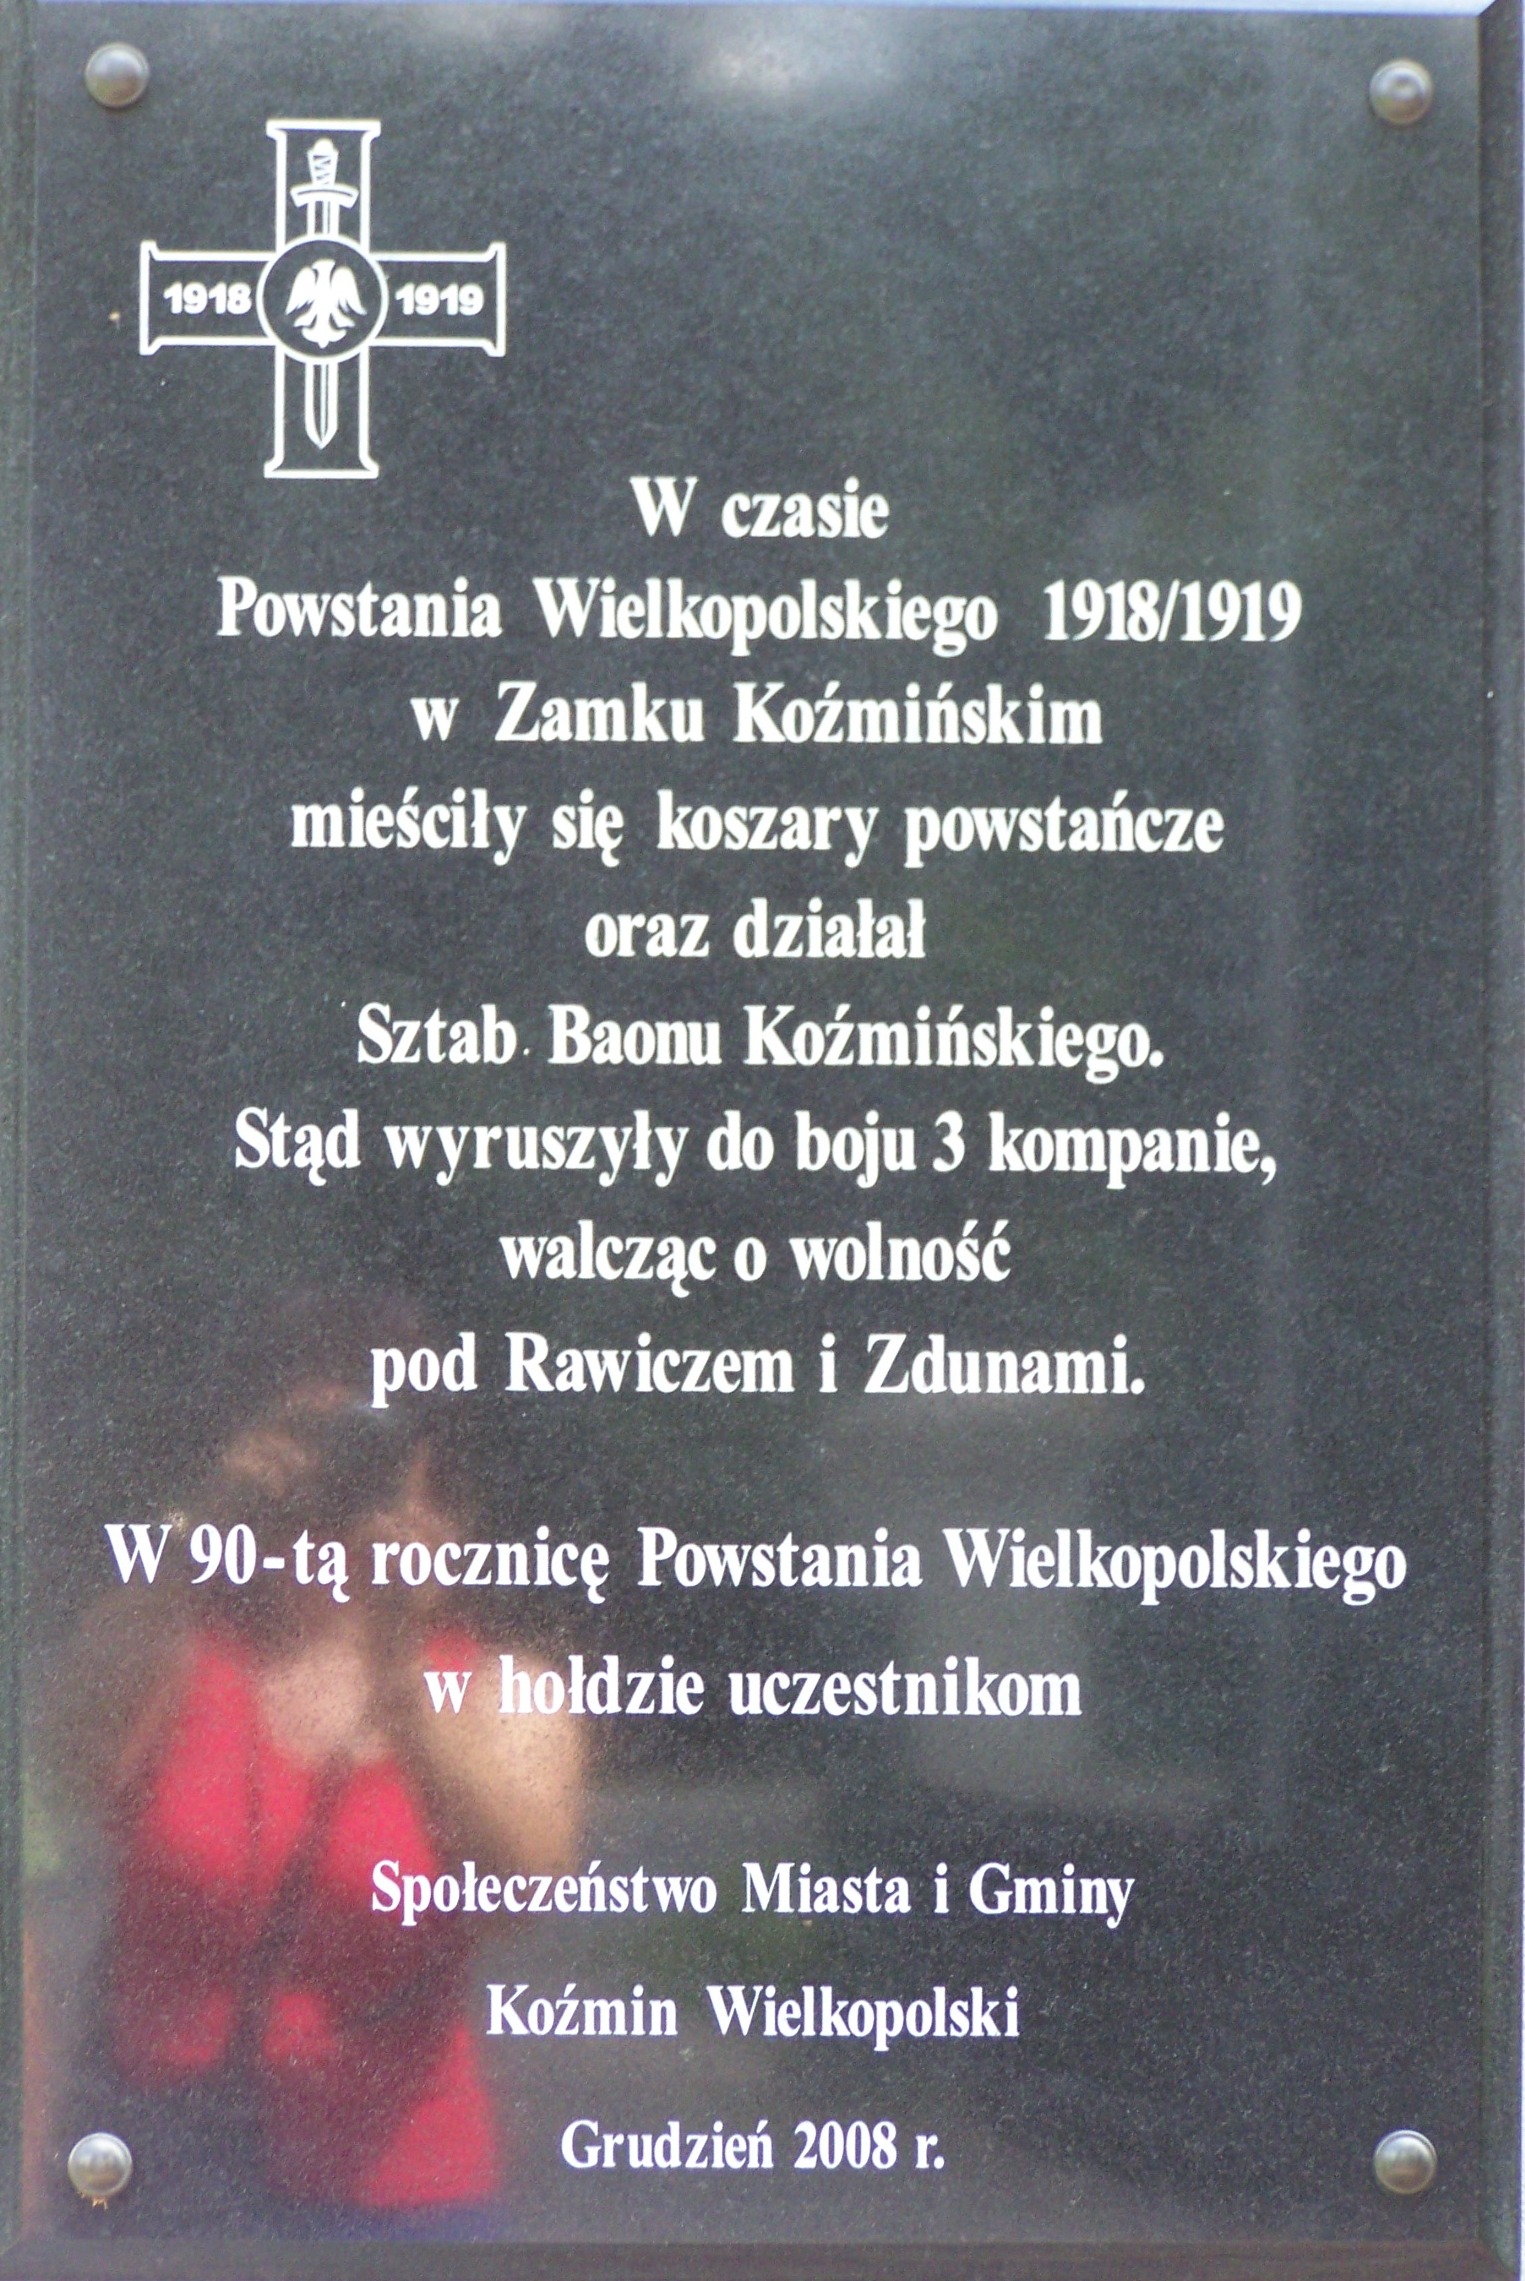 1918 1919
W czasie
Powstania Wielkopolskiego 1918/1919
w Zamku Koźmińskim
mieściły się koszary powstańcze
oraz działał
Sztab Baonu Koźmińskiego.
Stąd wyruszyły do boju 3 kompanie,
walcząc o wolność
pod Rawiczem i Zdunami.
W 90-tą rocznicę Powstania Wielkopolskiego
w hołdzie uczestnikom
Społeczeństwo Miasta i Gminy
Koźmin Wielkopolski
Grudzień 2008 r.